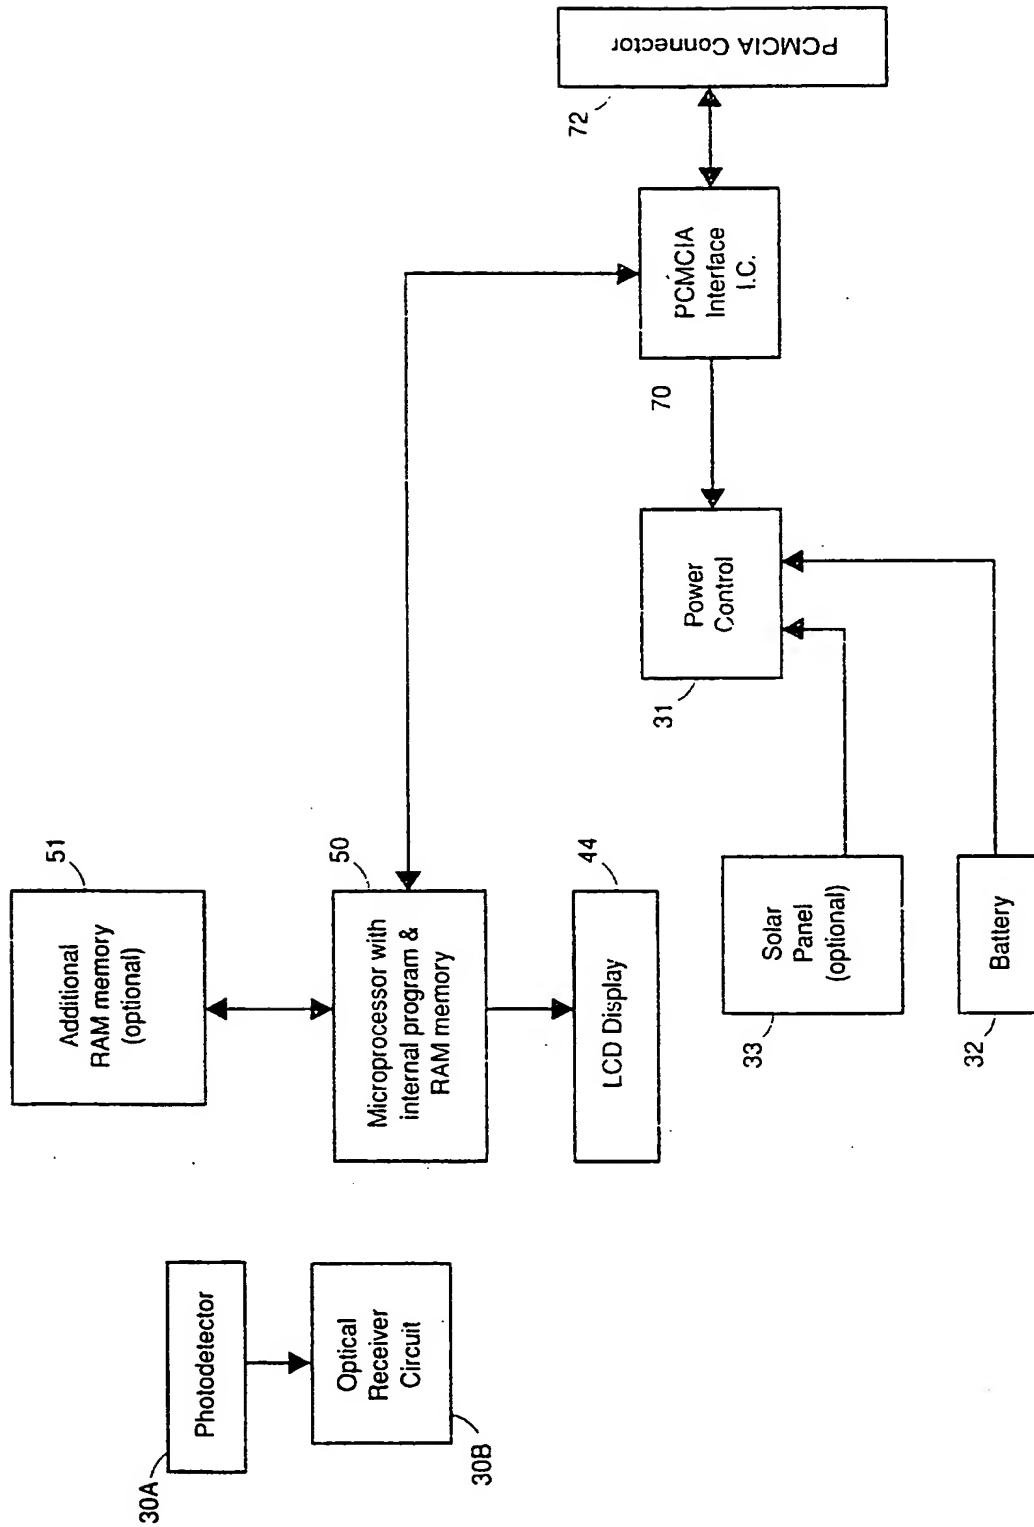 30A
Photodetector
Optical
Receiver
Circuit
30B
51
Additional
RAM memory
(optional)
50
Microprocessor with
internal program &
RAM memory
44
LCD Display
33
Solar
Panel
(optional)
32
Battery
31
Power
Control
70
PCMCIA
Interface
I.C.
72
PCMCIA Connector